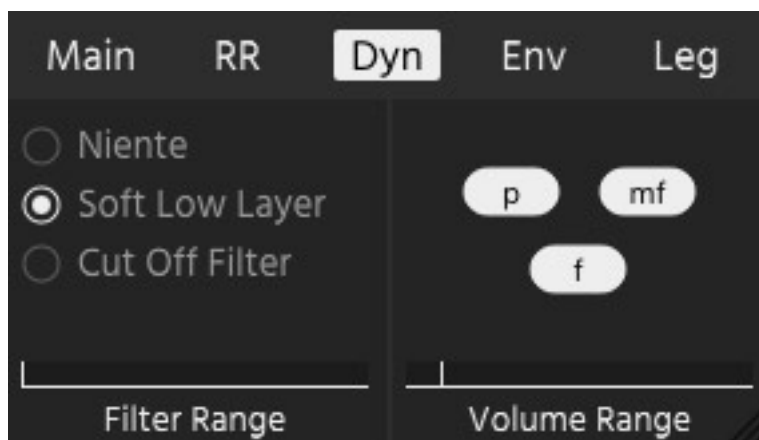 Main RR Dyn Env Leg
Niente
Soft Low Layer
Cut Off Filter
p mf
f
Filter Range Volume Range